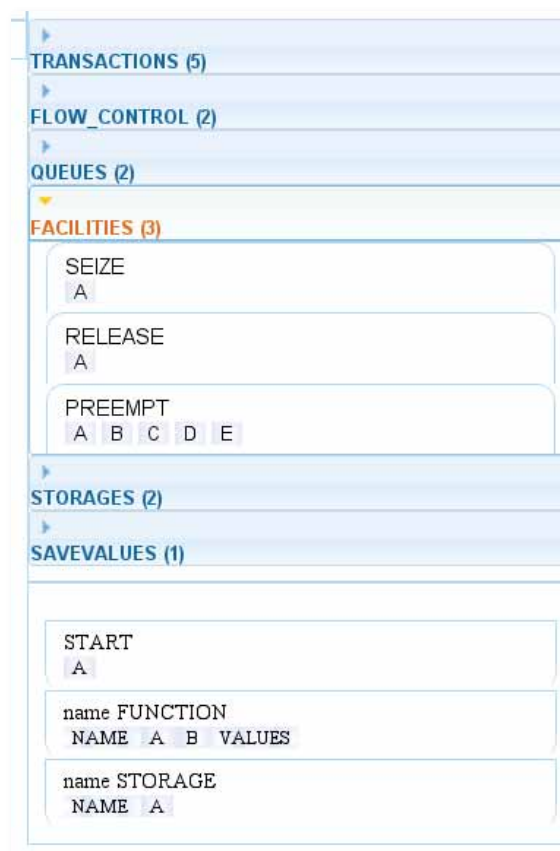 TRANSACTIONS (5)
FLOW_CONTROL (2)
QUEUES (2)
FACILITIES (3)
SEIZE
A
RELEASE
A
PREEMPT
A B C D E
STORAGES (2)
SAVEVALUES (1)
START
A
name FUNCTION
NAME A B VALUES
name STORAGE
NAME A